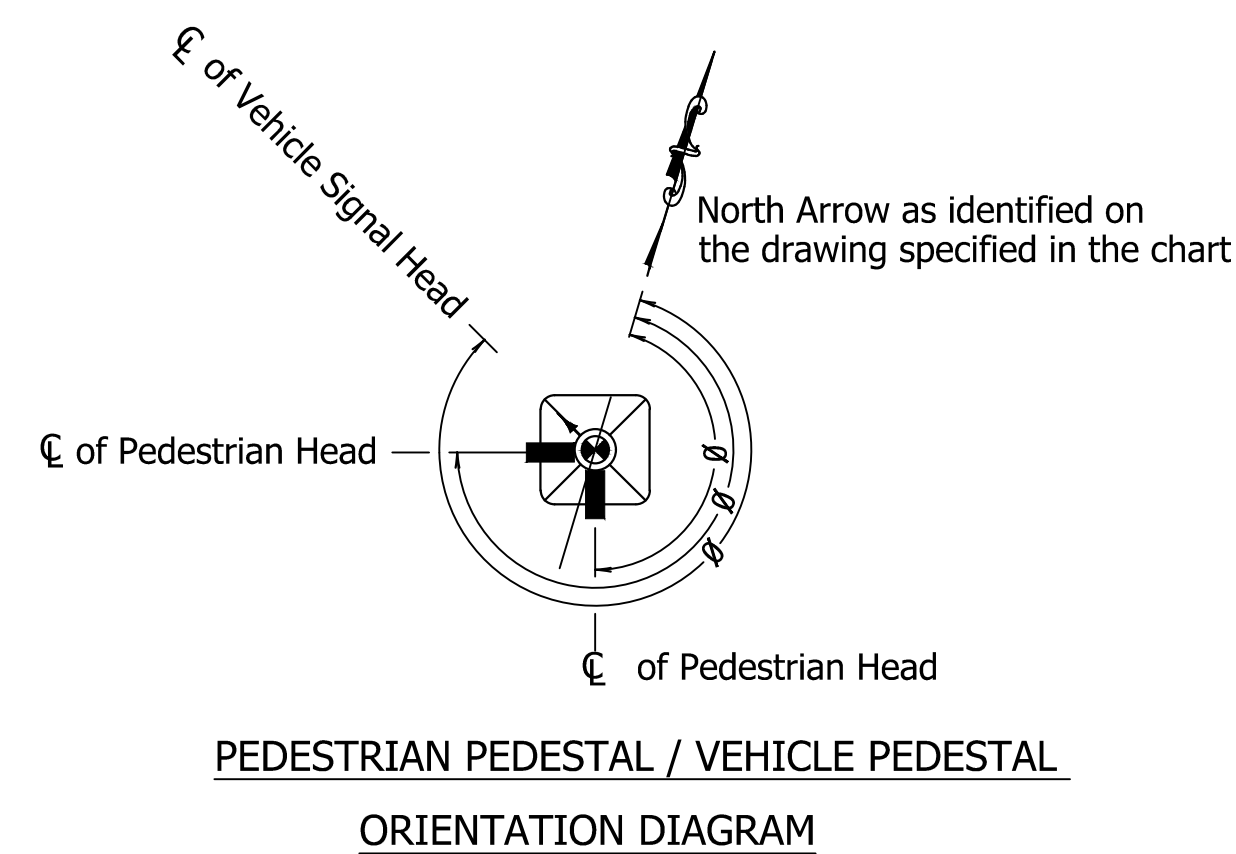 ℄ of Vehicle Signal Head
North Arrow as identified on
the drawing specified in the chart
℄ of Pedestrian Head
Ø
Ø
Ø
℄ of Pedestrian Head
PEDESTRIAN PEDESTAL / VEHICLE PEDESTAL
ORIENTATION DIAGRAM